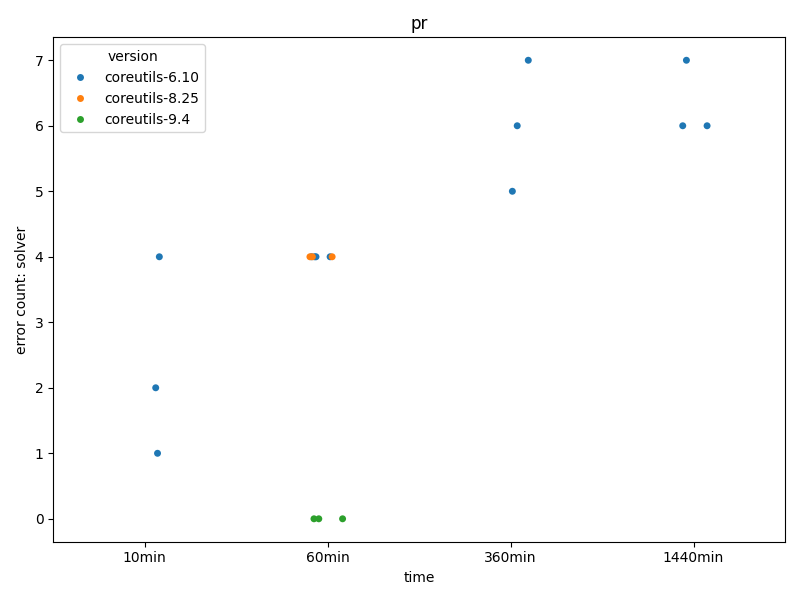 pr
version
coreutils-6.10
coreutils-8.25
coreutils-9.4
error count: solver
7
6
5
4
3
2
1
0
10min 60min 360min 1440min
time